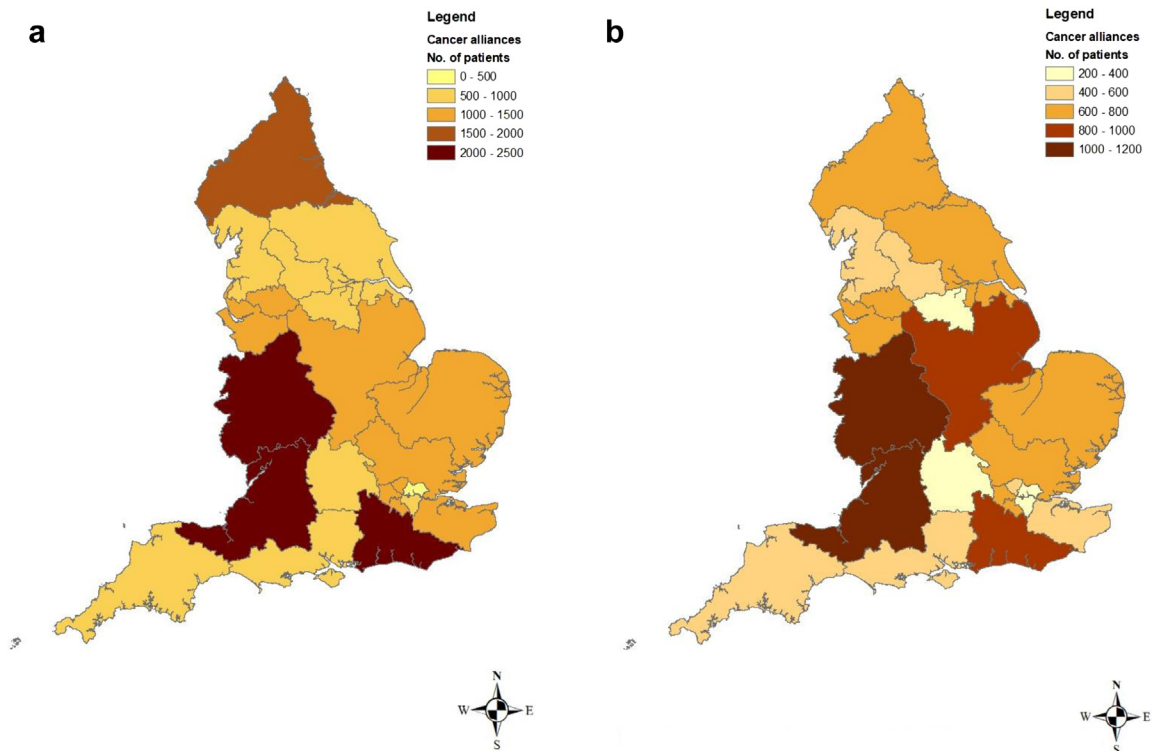 a
Legend
Cancer alliances
No. of patients
0 - 500
500 - 1000
1000 - 1500
1500 - 2000
2000 - 2500
N
W E
S
b
Legend
Cancer alliances
No. of patients
200 - 400
400 - 600
600 - 800
800 - 1000
1000 - 1200
N
W E
S